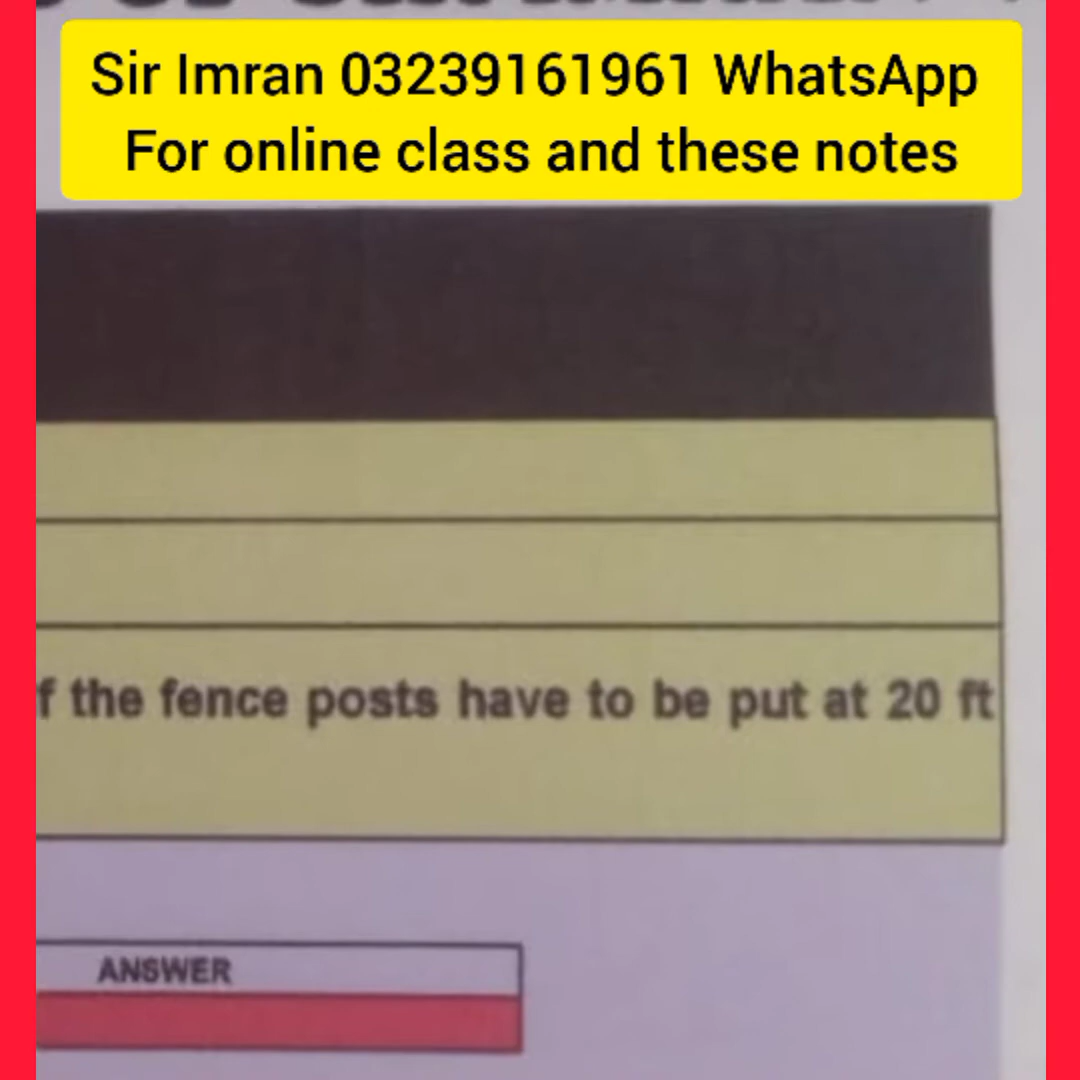 Sir Imran 03239161961 WhatsApp
For online class and these notes
f the fence posts have to be put at 20 ft
ANSWER